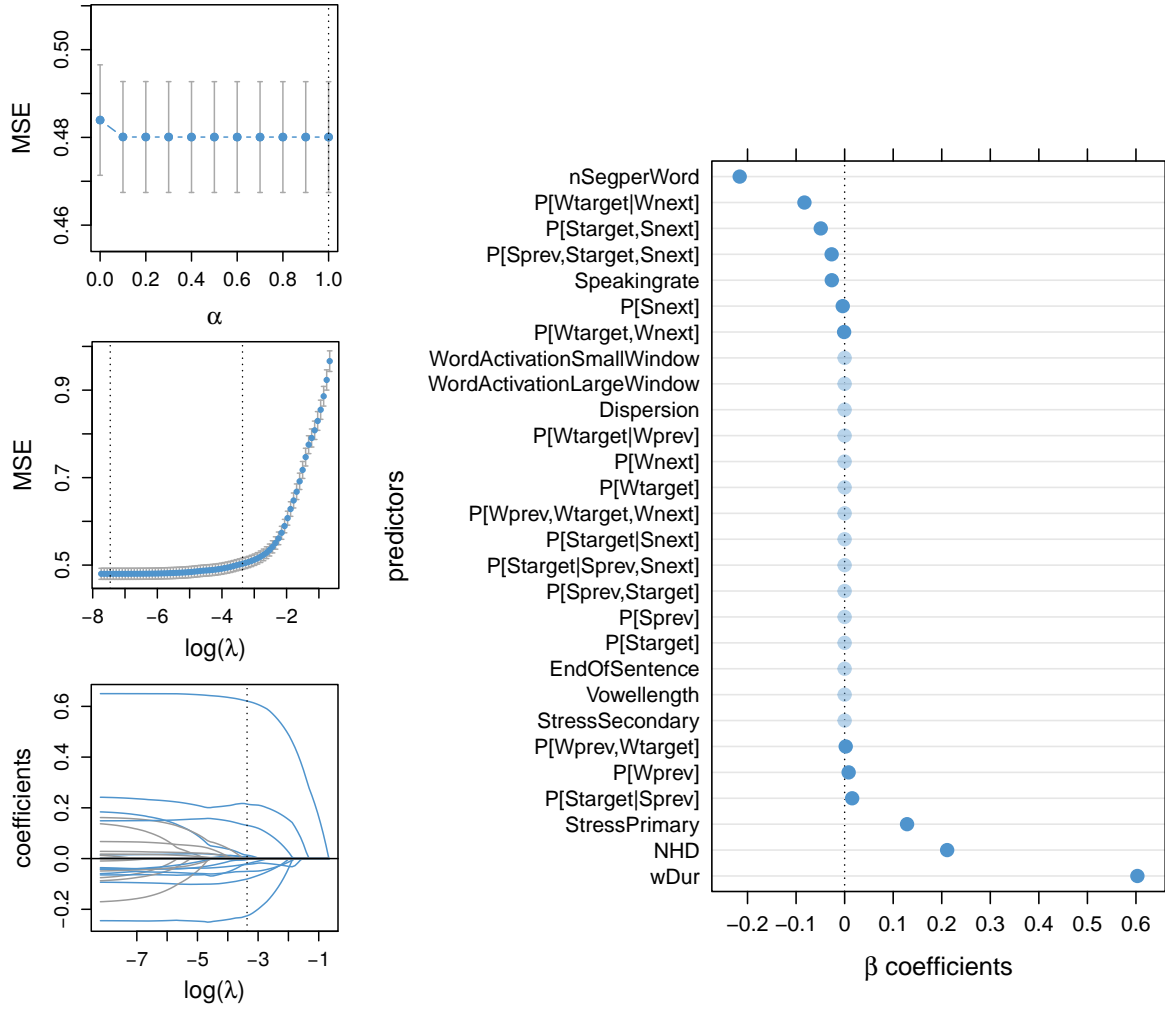 MSE
0.46
0.48
0.50
0.0 0.2 0.4 0.6 0.8 1.0
α
MSE
0.5
0.7
0.9
−8 −6 −4 −2
log(λ)
coefficients
−0.2
0.0
0.2
0.4
0.6
−7 −5 −3 −1
log(λ)
predictors
nSegperWord
P[Wtarget|Wnext]
P[Starget,Snext]
P[Sprev,Starget,Snext]
Speakingrate
P[Snext]
P[Wtarget,Wnext]
WordActivationSmallWindow
WordActivationLargeWindow
Dispersion
P[Wtarget|Wprev]
P[Wnext]
P[Wtarget]
P[Wprev,Wtarget,Wnext]
P[Starget|Snext]
P[Starget|Sprev,Snext]
P[Sprev,Starget]
P[Sprev]
P[Starget]
EndOfSentence
Vowellength
StressSecondary
P[Wprev,Wtarget]
P[Wprev]
P[Starget|Sprev]
StressPrimary
NHD
wDur
−0.2 −0.1 0 0.1 0.2 0.3 0.4 0.5 0.6
β coefficients